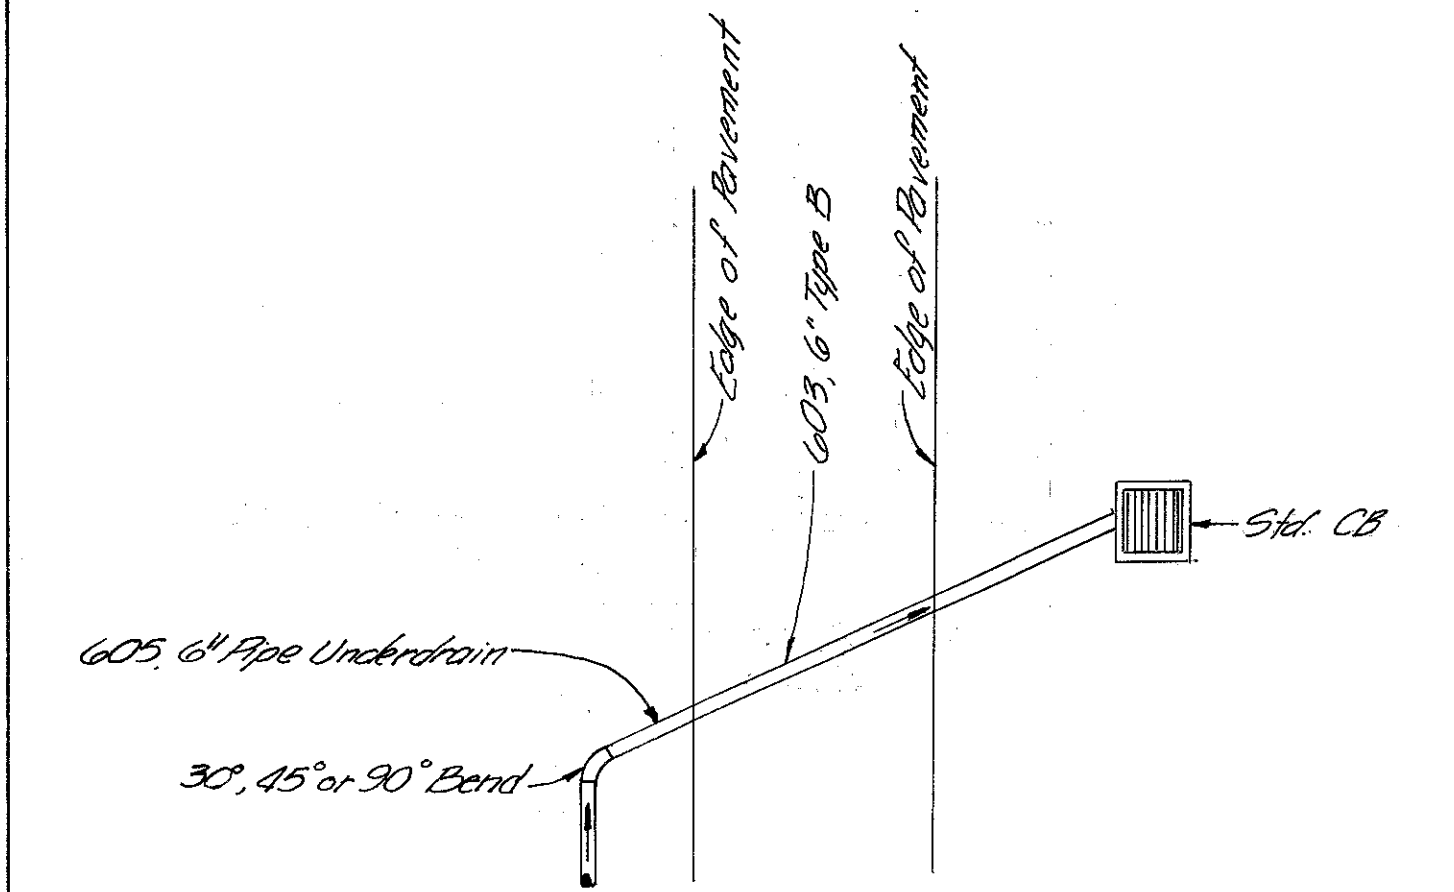 Edge of Pavement
603, 6" Type B
Edge of Pavement
Std. CB
605, 6" Pipe Underdrain
30°, 45° or 90° Bend